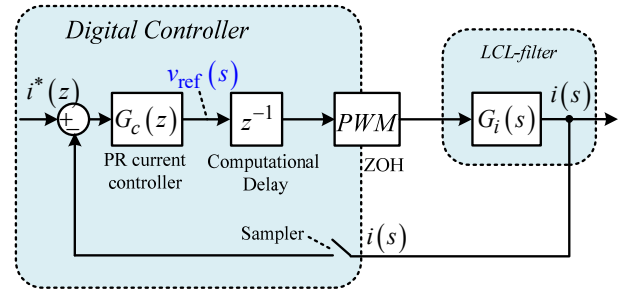 Digital Controller
LCL-filter
i*(z)
v_ref(s)
i(s)
+
−
G_c(z)
z^{-1}
PWM
G_i(s)
PR current
controller
Computational
Delay
ZOH
Sampler
i(s)